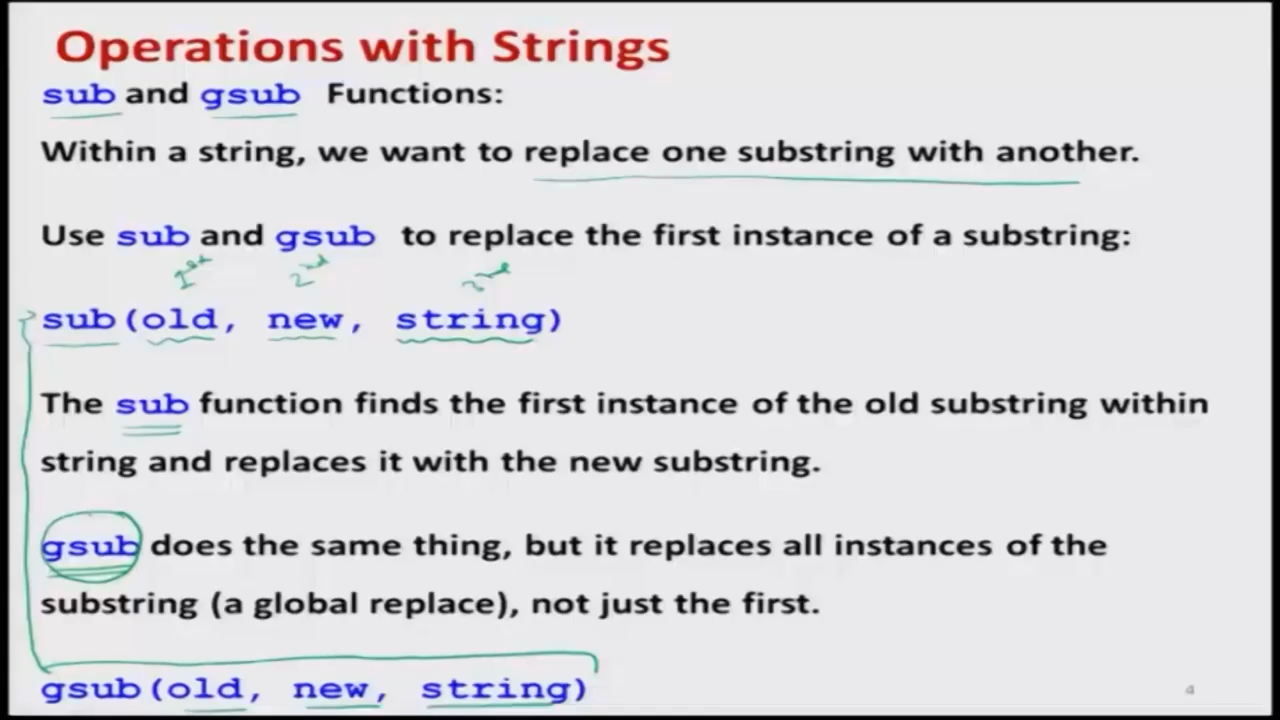 Operations with Strings
sub and gsub Functions:
Within a string, we want to replace one substring with another.
Use sub and gsub to replace the first instance of a substring:
1st 2nd
sub(old, new, string)
The sub function finds the first instance of the old substring within
string and replaces it with the new substring.
gsub does the same thing, but it replaces all instances of the
substring (a global replace), not just the first.
gsub(old, new, string)
4